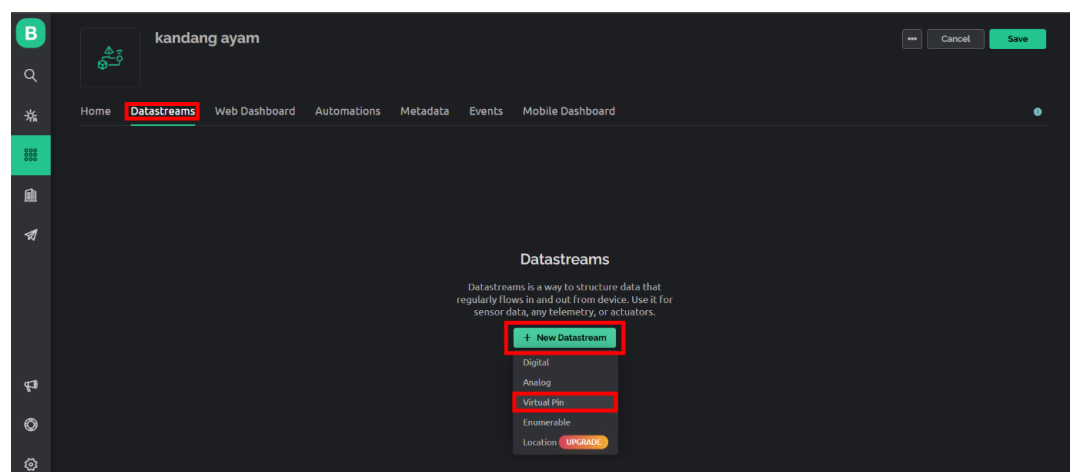 B
kandang ayam
Cancel
Save
Home Datastreams Web Dashboard Automations Metadata Events Mobile Dashboard
Datastreams
Datastreams is a way to structure data that
regularly flows in and out from device. Use it for
sensor data, any telemetry, or actuators.
+ New Datastream
Digital
Analog
Virtual Pin
Enumerable
Location UPGRADE